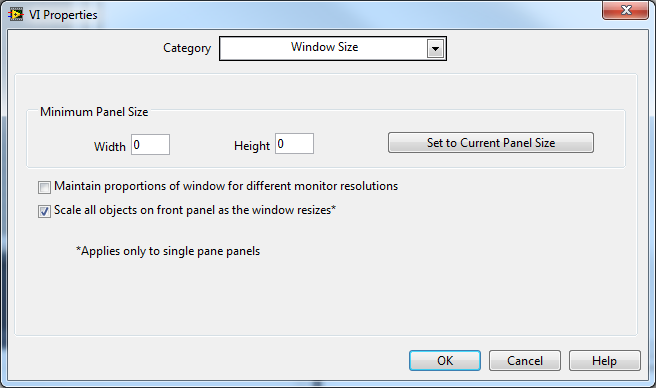 VI Properties
Category Window Size
Minimum Panel Size
Width 0 Height 0 Set to Current Panel Size
Maintain proportions of window for different monitor resolutions
Scale all objects on front panel as the window resizes*
*Applies only to single pane panels
OK Cancel Help